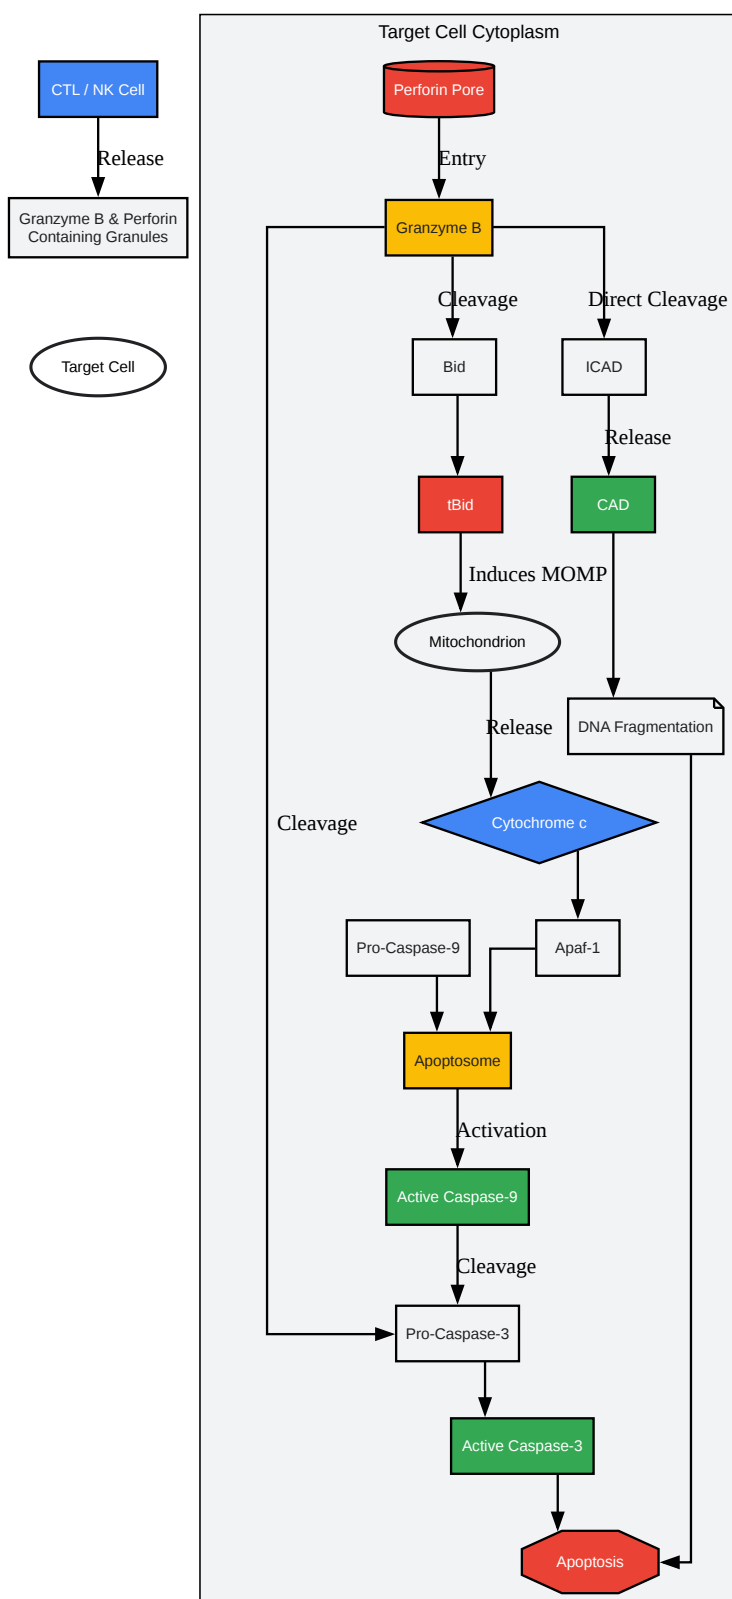 Target Cell Cytoplasm
CTL / NK Cell
Perforin Pore
Release
Entry
Granzyme B & Perforin
Containing Granules
Granzyme B
Cleavage
Direct Cleavage
Target Cell
Bid
ICAD
Release
tBid
CAD
Induces MOMP
Mitochondrion
Release
DNA Fragmentation
Cleavage
Cytochrome c
Pro-Caspase-9
Apaf-1
Apoptosome
Activation
Active Caspase-9
Cleavage
Pro-Caspase-3
Active Caspase-3
Apoptosis